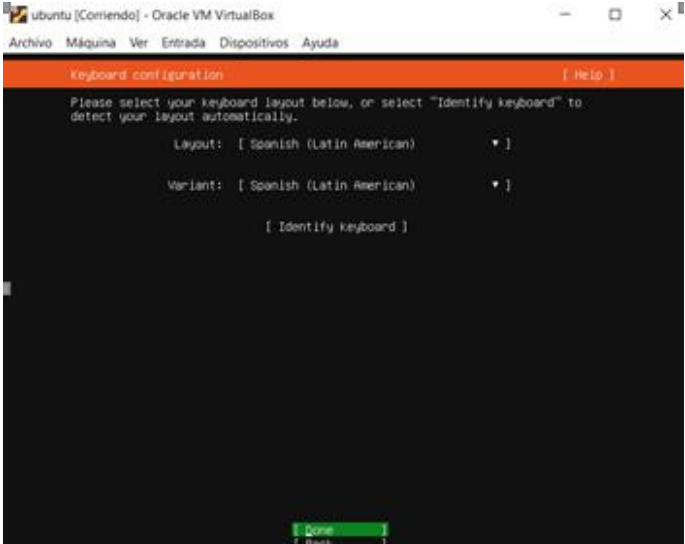 ubuntu [Corriendo] - Oracle VM VirtualBox
Archivo Máquina Ver Entrada Dispositivos Ayuda
Keyboard configuration [ Help ]
Please select your keyboard layout below, or select "Identify keyboard" to
detect your layout automatically.
Layout: [ Spanish (Latin American) ▾ ]
Variant: [ Spanish (Latin American) ▾ ]
[ Identify keyboard ]
[ Done ]
[ Back ]